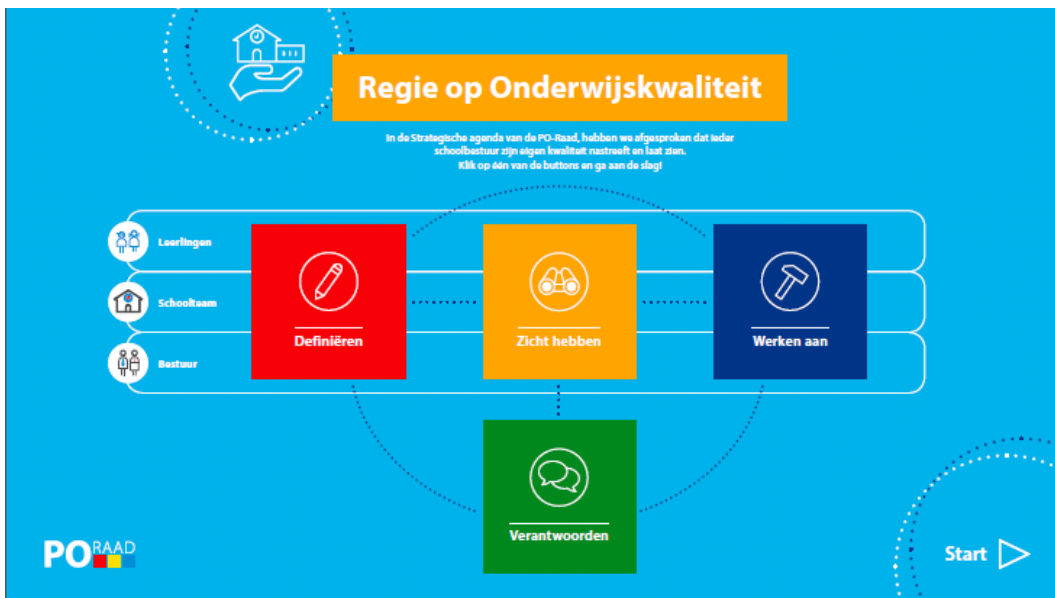 Regie op Onderwijskwaliteit
In de Strategische agenda van de PO-Raad, hebben we afgesproken dat ieder
schoolbestuur zijn eigen kwaliteit nastreeft en laat zien.
Klik op één van de buttons en ga aan de slag!
Leerlingen
Schoolteam
Bestuur
Definiëren
Zicht hebben
Werken aan
Verantwoorden
PO RAAD
Start